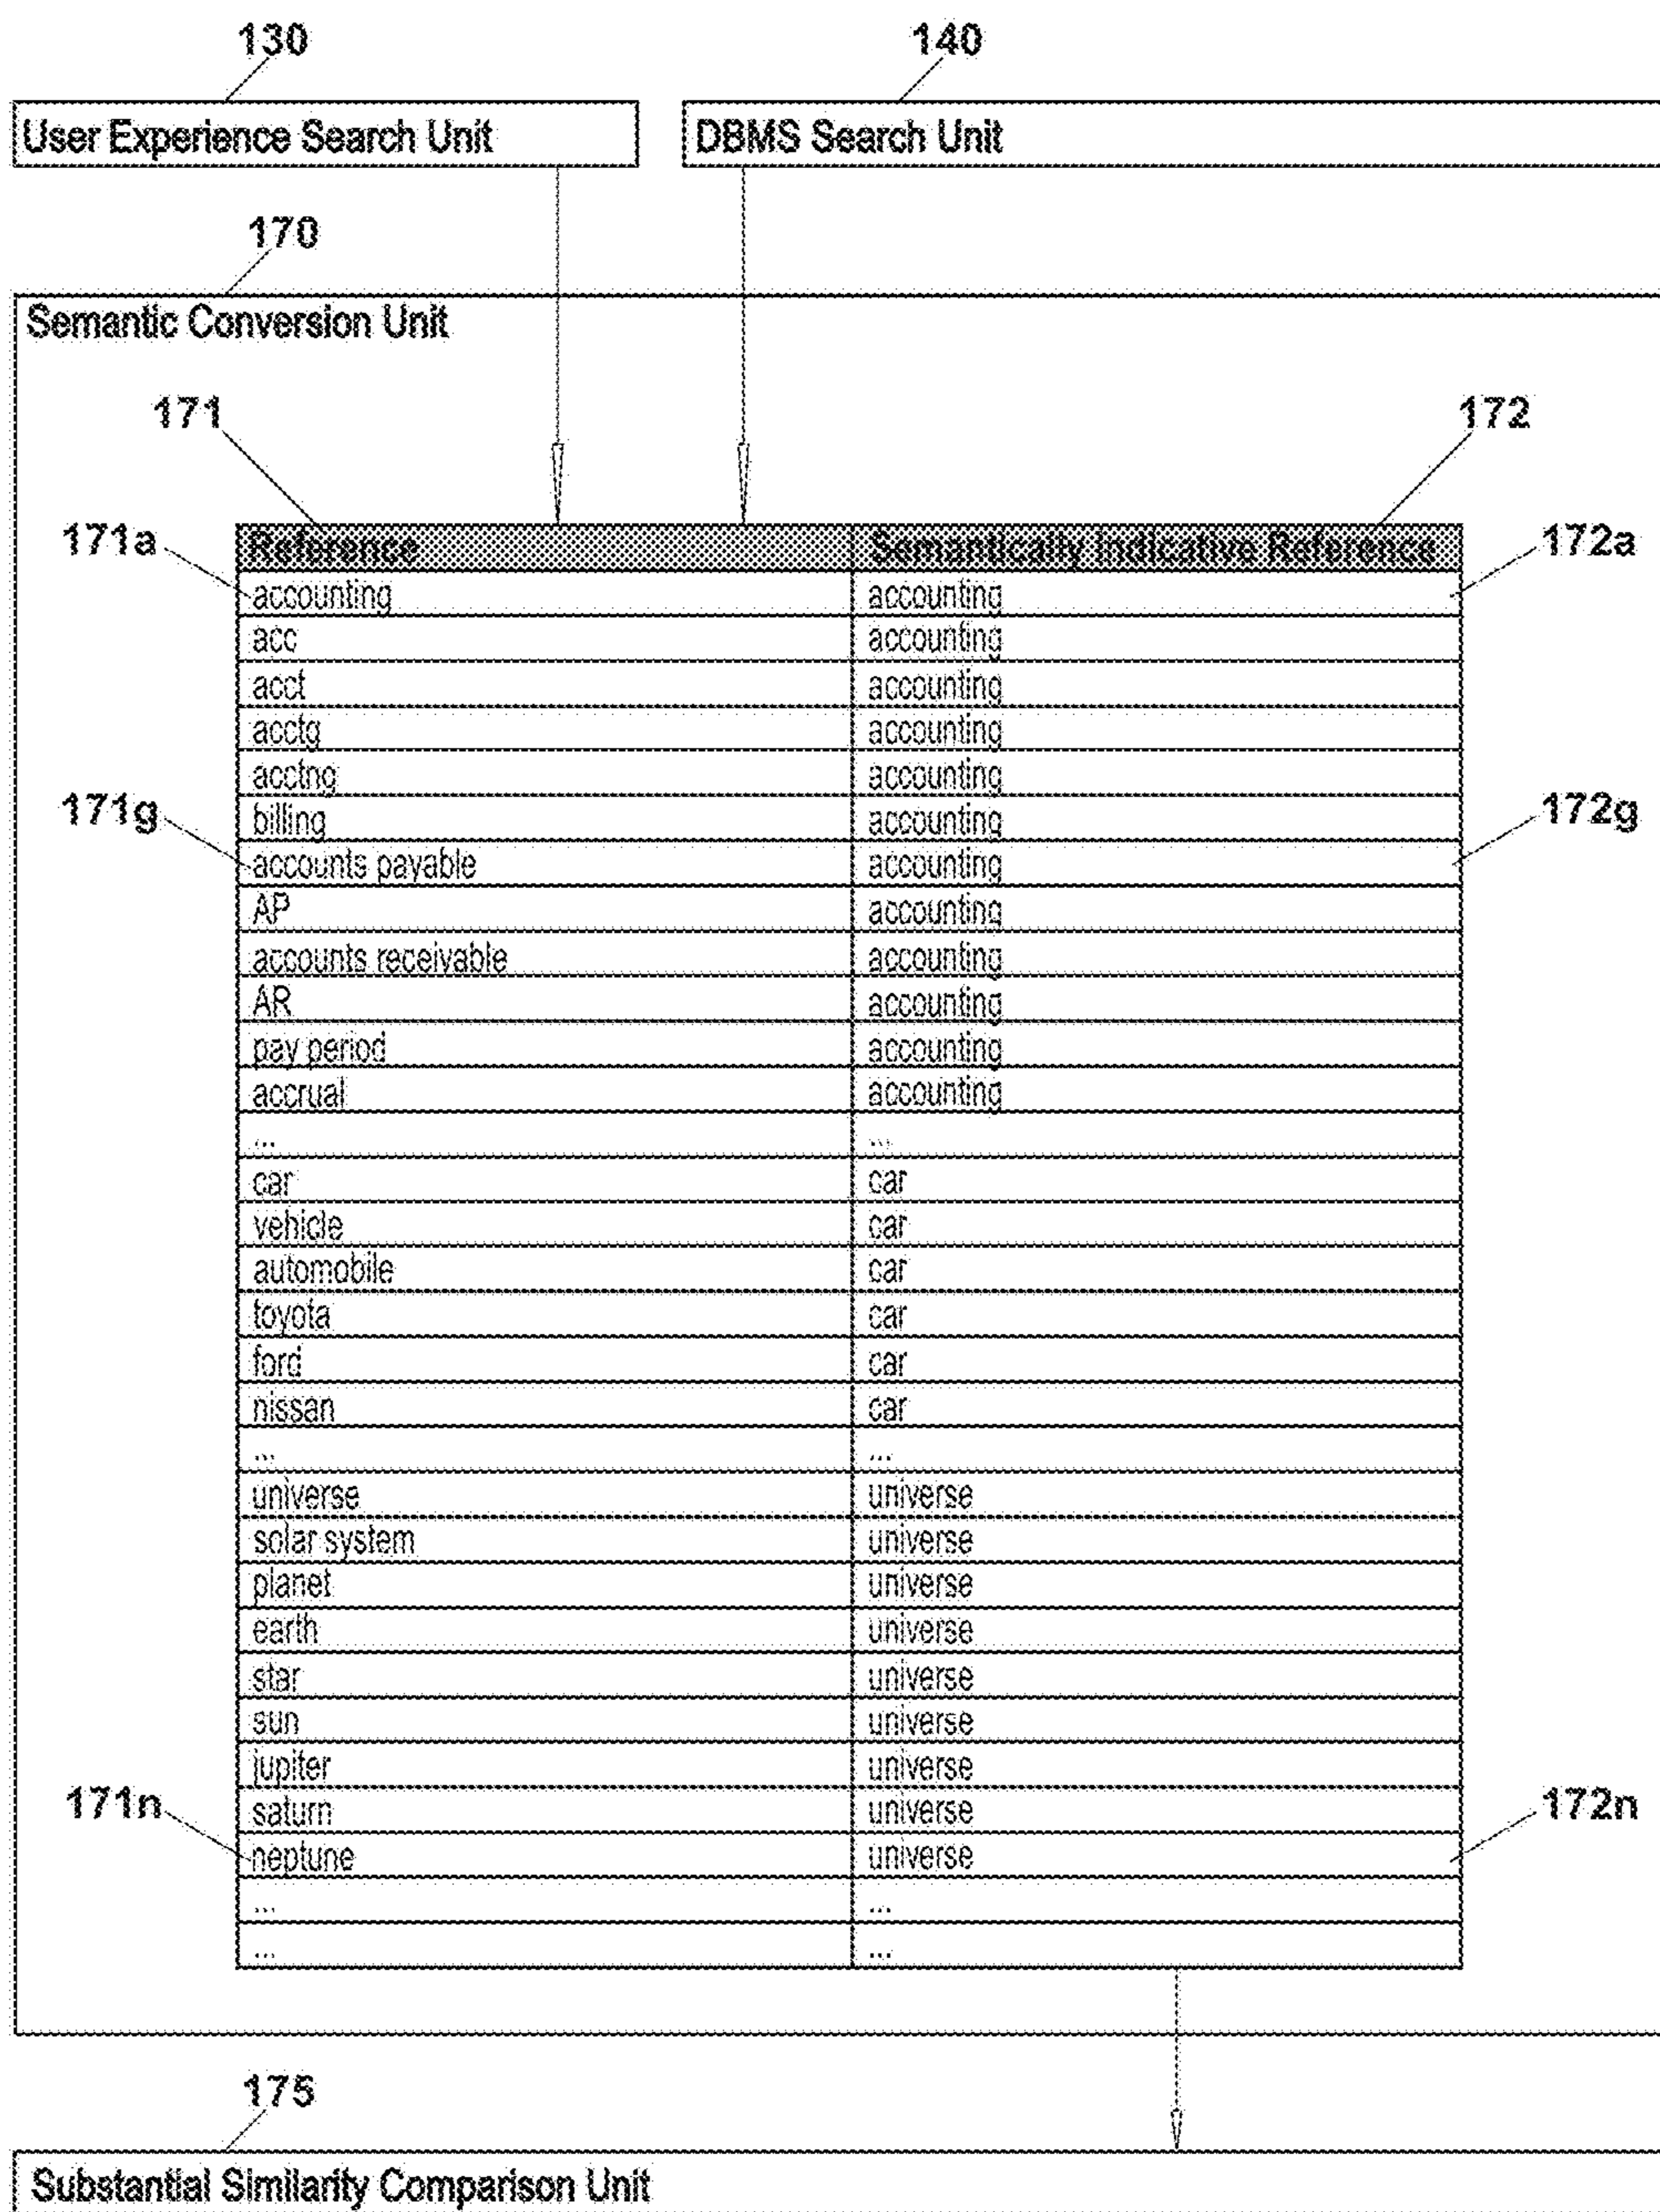 130 140
User Experience Search Unit DBMS Search Unit
170
Semantic Conversion Unit
171 172
171a Reference Semantically Indicative Reference 172a
accounting accounting
acc accounting
acct accounting
acctg accounting
acctng accounting
171g billing accounting 172g
accounts payable accounting
AP accounting
accounts receivable accounting
AR accounting
pay period accounting
accrual accounting
... ...
car car
vehicle car
automobile car
toyota car
ford car
nissan car
... ...
universe universe
solar system universe
planet universe
earth universe
star universe
sun universe
jupiter universe
171n saturn universe 172n
neptune universe
... ...
... ...
175
Substantial Similarity Comparison Unit